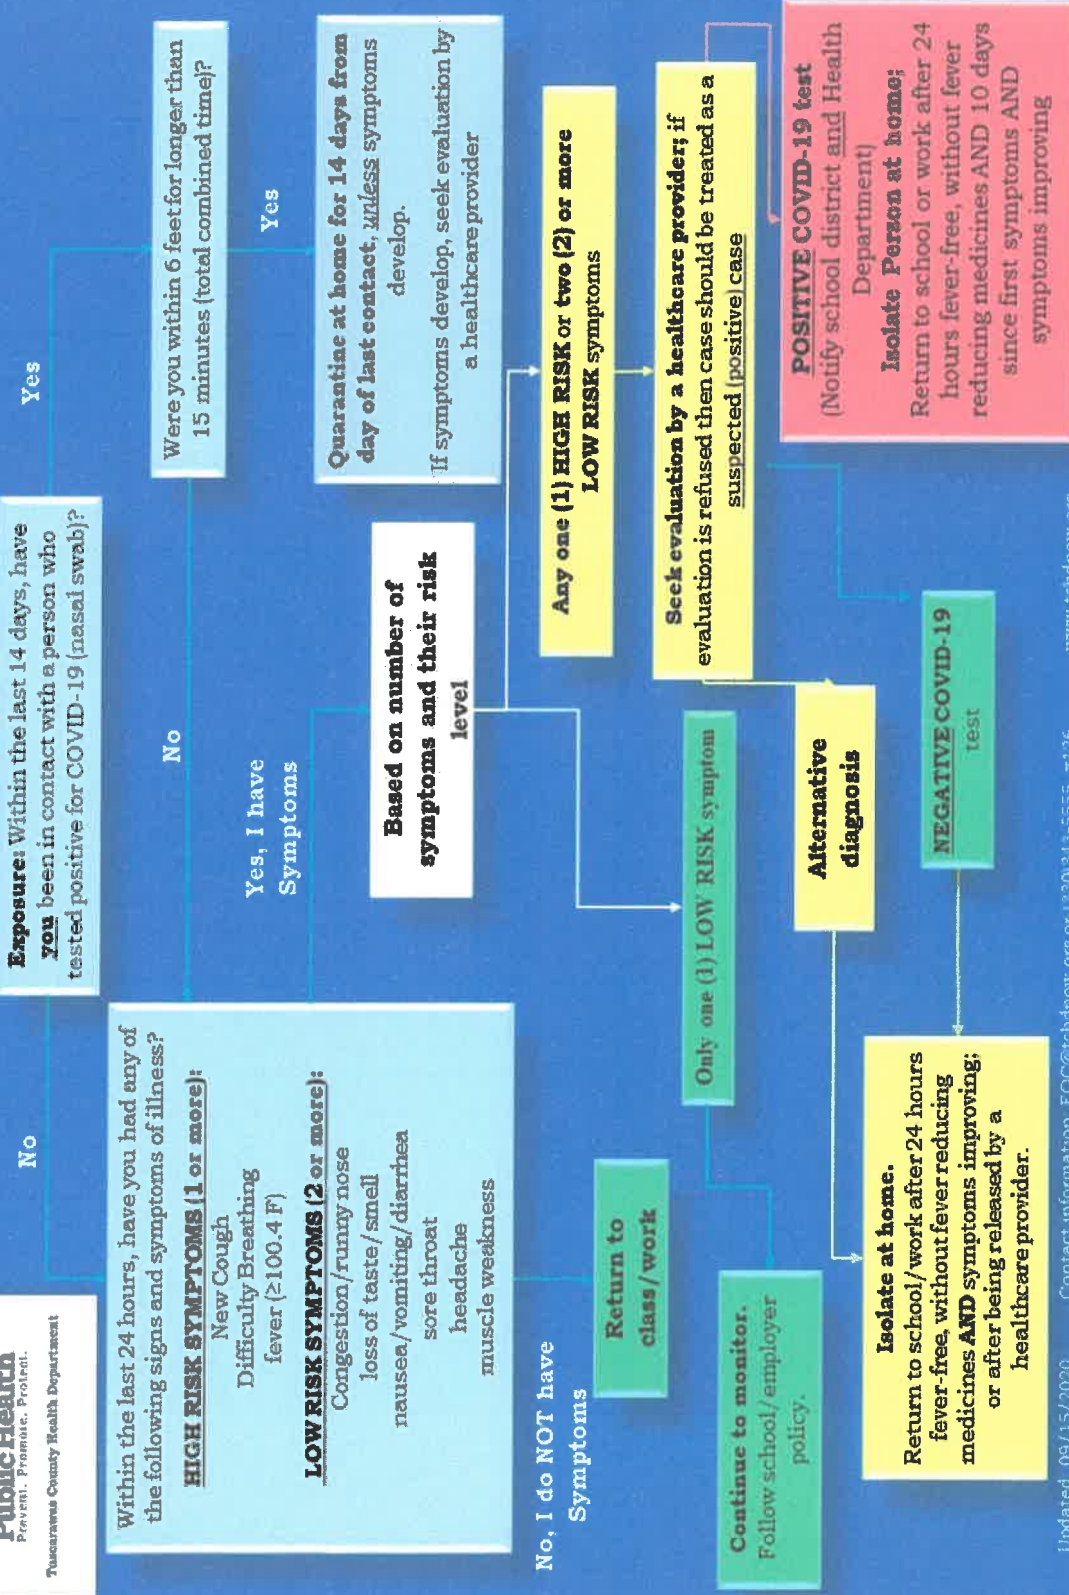 Public Health
Prevent. Promote. Protect.
Tuscarawas County Health Department
No
Exposure: Within the last 14 days, have
you been in contact with a person who
tested positive for COVID-19 (nasal swab)?
Yes
Within the last 24 hours, have you had any of
the following signs and symptoms of illness?
HIGH RISK SYMPTOMS (1 or more):
New Cough
Difficulty Breathing
fever (≥100.4 F)
LOW RISK SYMPTOMS (2 or more):
Congestion/runny nose
loss of taste/smell
nausea/vomiting/diarrhea
sore throat
headache
muscle weakness
No
Were you within 6 feet for longer than
15 minutes (total combined time)?
Yes
Yes, I have
Symptoms
Quarantine at home for 14 days from
day of last contact, unless symptoms
develop.
If symptoms develop, seek evaluation by
a healthcare provider
Based on number of
symptoms and their risk
level
No, I do NOT have
Symptoms
Return to
class/work
Any one (1) HIGH RISK or two (2) or more
LOW RISK symptoms
Only one (1) LOW RISK symptom
Seek evaluation by a healthcare provider; if
evaluation is refused then case should be treated as a
suspected (positive) case
Continue to monitor.
Follow school/employer
policy.
Alternative
diagnosis
POSITIVE COVID-19 test
(Notify school district and Health
Department)
Isolate Person at home;
Return to school or work after 24
hours fever-free, without fever
reducing medicines AND 10 days
since first symptoms AND
symptoms improving
NEGATIVE COVID-19
test
Isolate at home.
Return to school/work after 24 hours
fever-free, without fever reducing
medicines AND symptoms improving;
or after being released by a
healthcare provider.
Updated 09/15/2020 Contact information